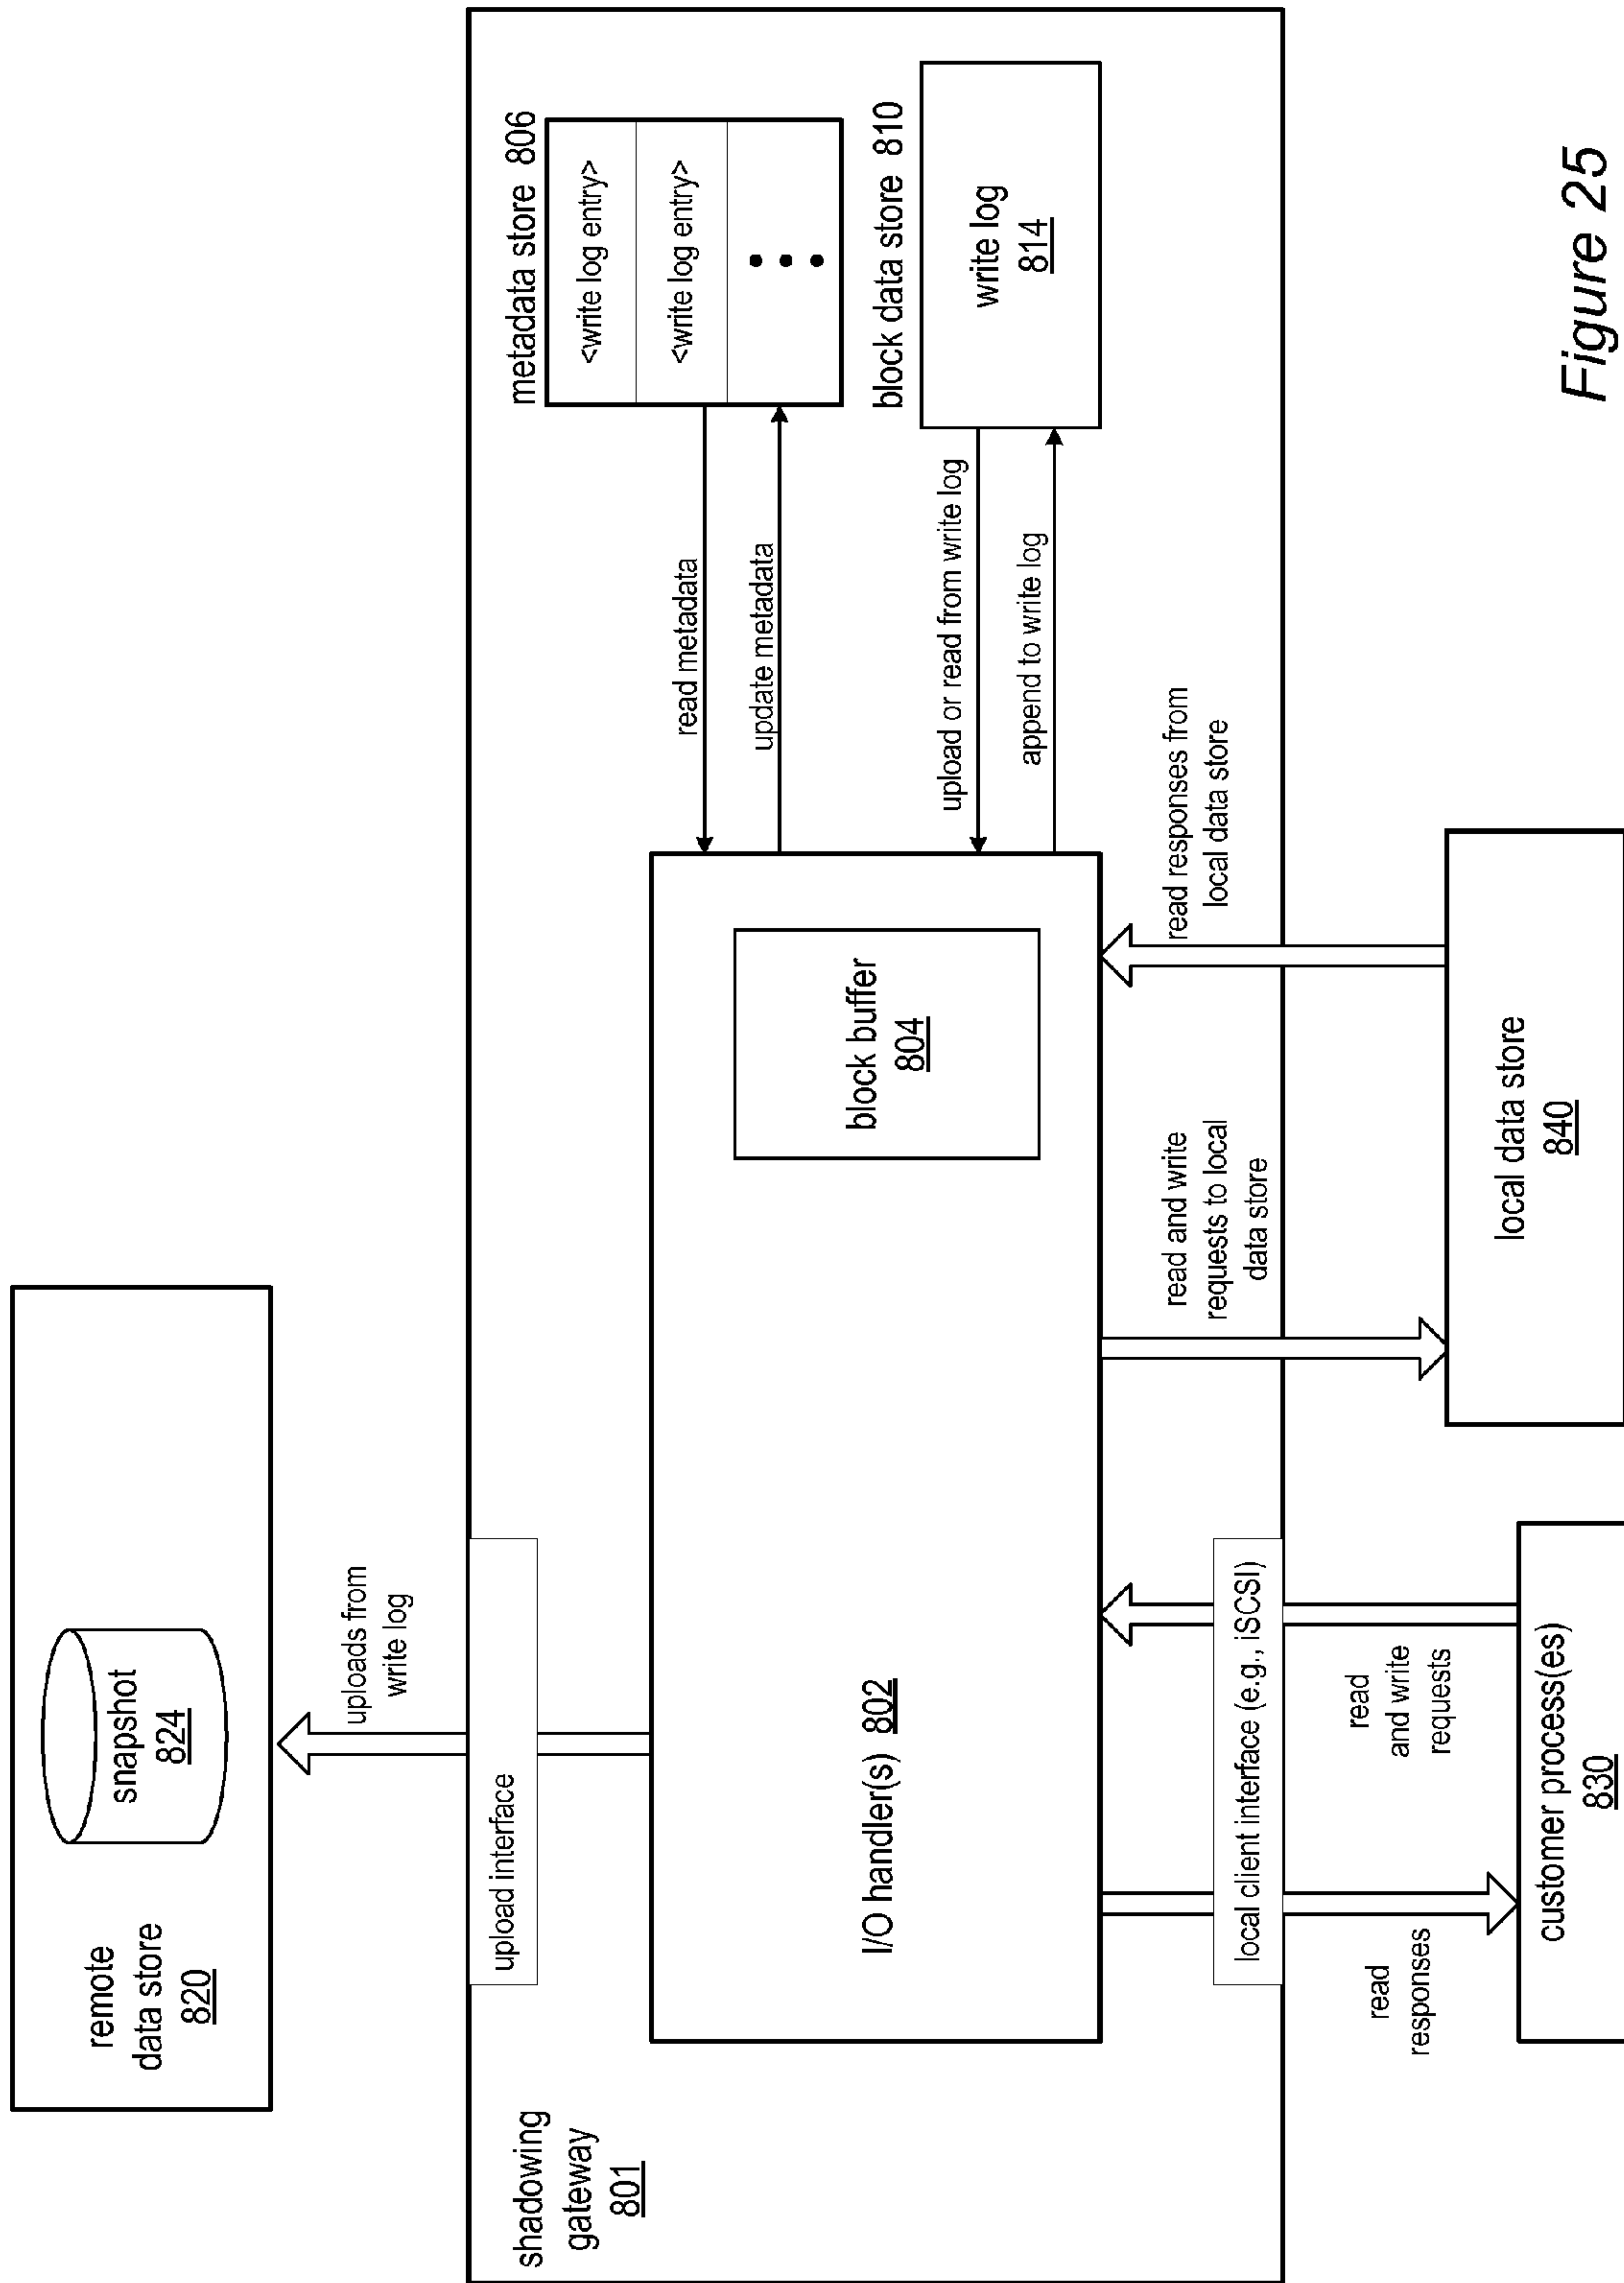 remote
data store
820
snapshot
824
uploads from
write log
shadowing
gateway
801
upload interface
I/O handler(s) 802
block buffer
804
read metadata
update metadata
metadata store 806
<write log entry>
<write log entry>
•••
upload or read from write log
append to write log
block data store 810
write log
814
local client interface (e.g., iSCSI)
read
responses
read
and write
requests
read and write
requests to local
data store
read responses from
local data store
customer process(es)
830
local data store
840
Figure 25